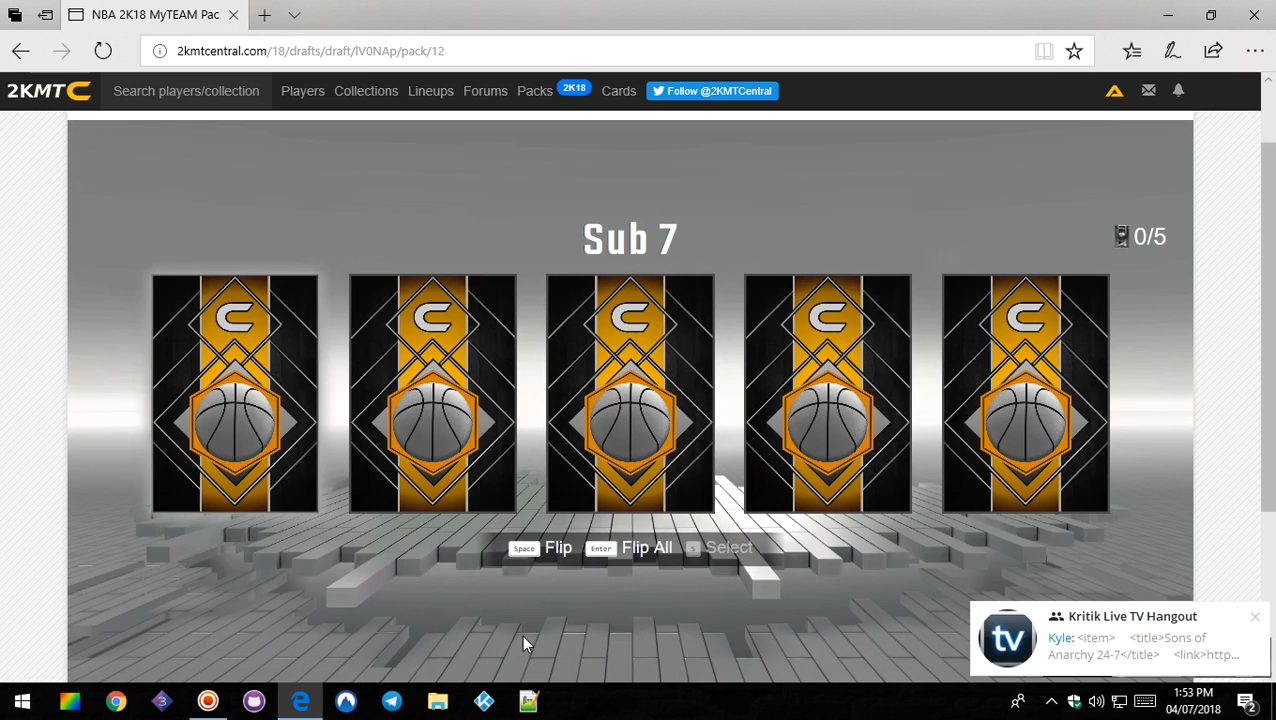 NBA 2K18 MyTEAM Pac
2kmtcentral.com/18/drafts/draft/lV0NAp/pack/12
2KMTC
Search players/collection
Players
Collections
Lineups
Forums
Packs
2K18
Cards
Follow @2KMTCentral
Sub 7
0/5
C
C
C
C
C
Space Flip
Enter Flip All
S Select
Kritik Live TV Hangout
tv
Kyle: <item> <title>Sons of
Anarchy 24-7</title> <link>http...
1:53 PM
04/07/2018
2